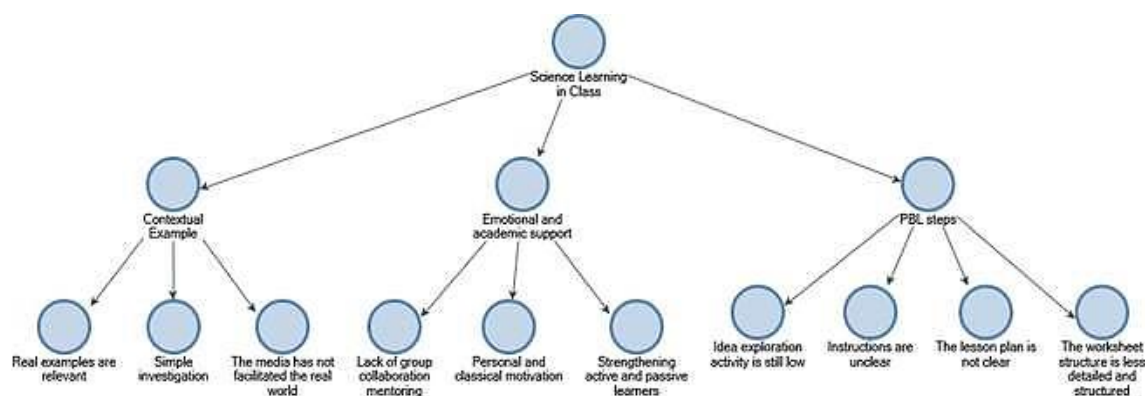 Science Learning
in Class
Contextual
Example
Emotional and
academic support
PBL steps
Real examples are
relevant
Simple
investigation
The media has not
facilitated the real
world
Lack of group
collaboration
mentoring
Personal and
classical motivation
Strengthening
active and passive
learners
Idea exploration
activity is still low
Instructions are
unclear
The lesson plan is
not clear
The worksheet
structure is less
detailed and
structured